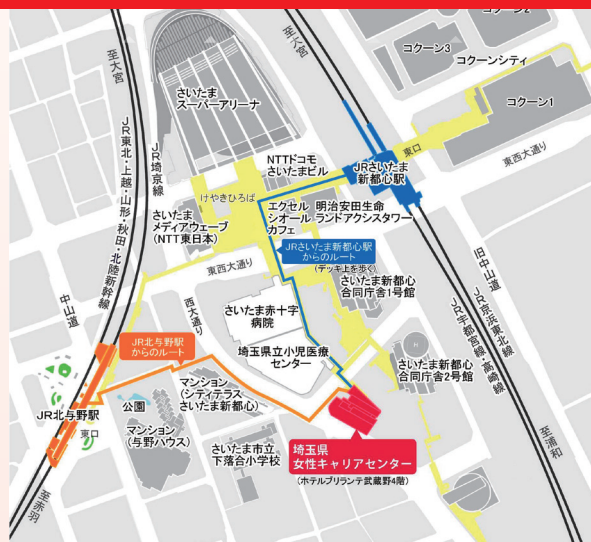 コクーン3
コクーン2
コクーンシティ
コクーン1
至大宮
至大宮
さいたま
スーパーアリーナ
JR東北・上越・山形・秋田・北陸新幹線
JR埼京線
NTTドコモ
さいたまビル
JRさいたま
新都心駅
東口
東西大通り
けやきひろば
さいたま
メディアウェーブ
(NTT東日本)
エクセル
シオール
カフェ
明治安田生命
ランドアクシスタワー
JRさいたま新都心駅
からのルート
(デッキ上を歩く)
東西大通り
中山道
西大通り
さいたま赤十字
病院
さいたま新都心
合同庁舎1号館
旧中山道
JR京浜東北線
JR宇都宮線・高崎線
JR北与野駅
からのルート
埼玉県立小児医療
センター
さいたま新都心
合同庁舎2号館
JR北与野駅
東口
公園
マンション
(シティテラス
さいたま新都心)
マンション
(与野ハウス)
さいたま市立
下落合小学校
埼玉県
女性キャリアセンター
(ホテルブリランテ武蔵野4階)
至浦和
至赤羽